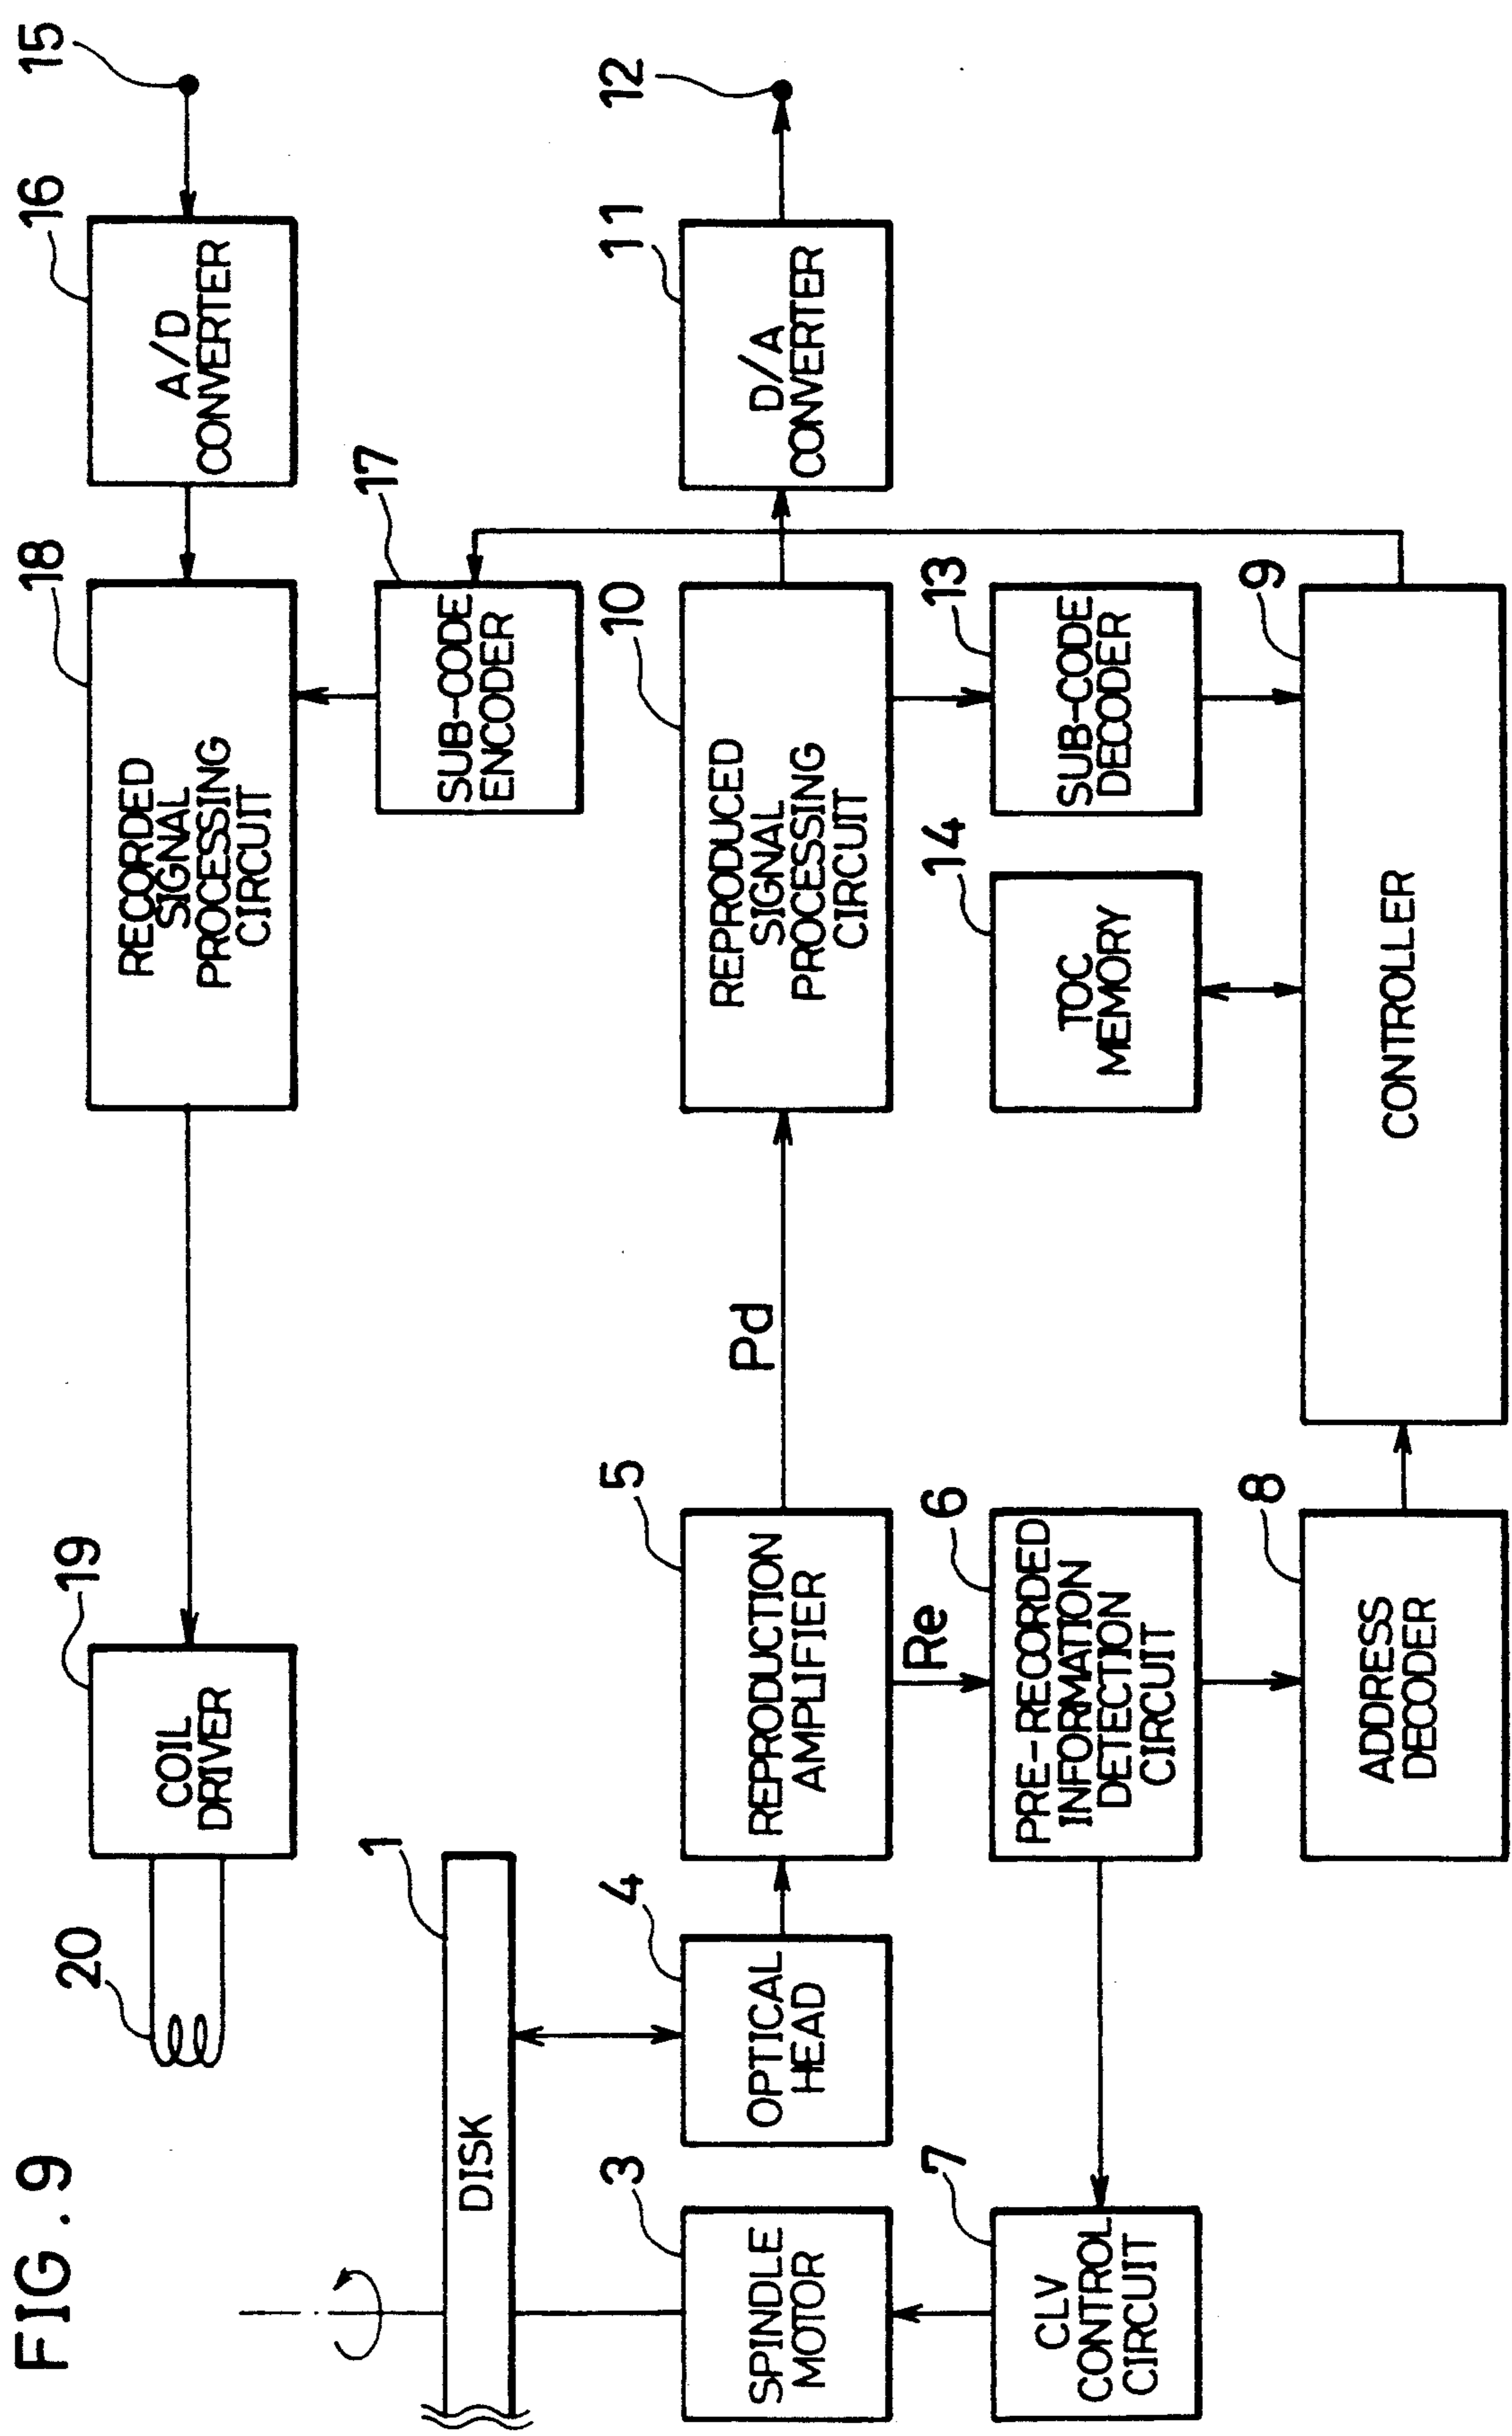 FIG. 9
20
19
COIL
DRIVER
18
RECORDED
SIGNAL
PROCESSING
CIRCUIT
16
A/D
CONVERTER
15
1
DISK
17
SUB-CODE
ENCODER
3
SPINDLE
MOTOR
4
OPTICAL
HEAD
5
REPRODUCTION
AMPLIFIER
Pd
10
REPRODUCED
SIGNAL
PROCESSING
CIRCUIT
11
D/A
CONVERTER
12
Re
7
CLV
CONTROL
CIRCUIT
6
PRE-RECORDED
INFORMATION
DETECTION
CIRCUIT
14
TOC
MEMORY
13
SUB-CODE
DECODER
8
ADDRESS
DECODER
9
CONTROLLER